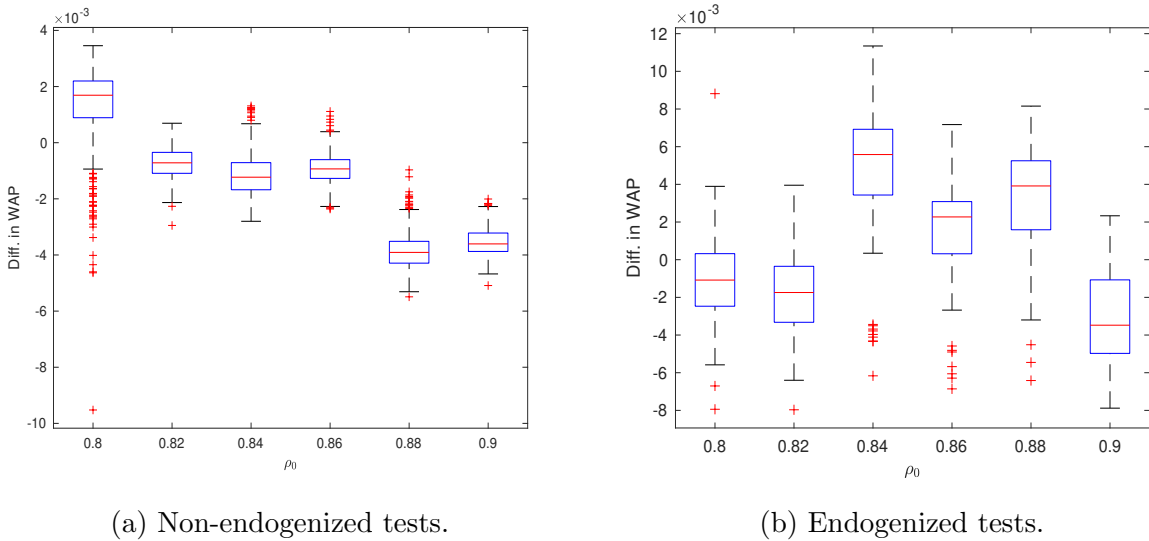 ×10⁻³
4
2
0
-2
-4
-6
-8
-10
Diff. in WAP
0.8 0.82 0.84 0.86 0.88 0.9
ρ₀
(a) Non-endogenized tests.
×10⁻³
12
10
8
6
4
2
0
-2
-4
-6
-8
Diff. in WAP
0.8 0.82 0.84 0.86 0.88 0.9
ρ₀
(b) Endogenized tests.